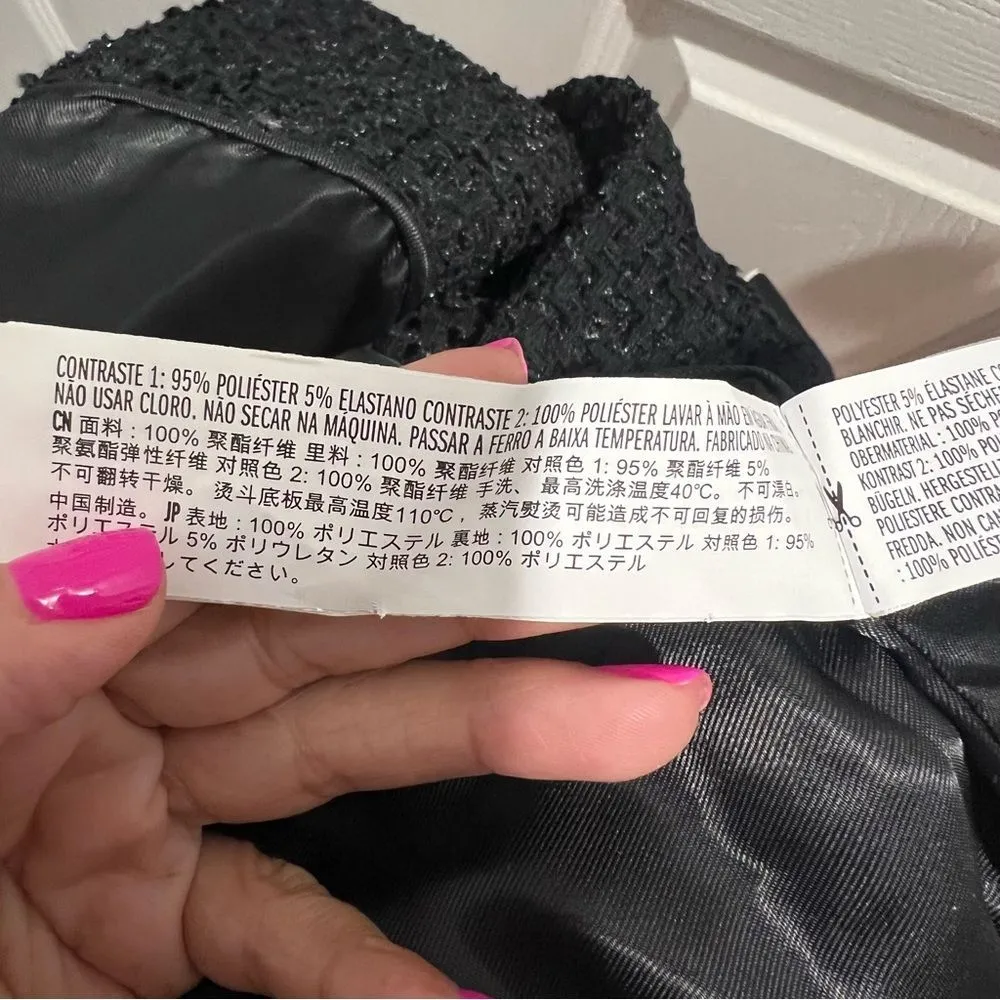 CONTRASTE 1: 95% POLIÉSTER 5% ELASTANO CONTRASTE 2: 100% POLIÉSTER LAVAR À MÃO
NÃO USAR CLORO. NÃO SECAR NA MÁQUINA. PASSAR A FERRO A BAIXA TEMPERATURA. FABRICADO
CN 面料 : 100% 聚酯纤维 里料 : 100% 聚酯纤维 对照色 1: 95% 聚酯纤维 5%
聚氨酯弹性纤维 对照色 2: 100% 聚酯纤维 手洗、 最高洗涤温度40°C。 不可漂白。
不可翻转干燥。 烫斗底板最高温度110°C , 蒸汽熨烫可能造成不可回复的损伤。
中国制造。 JP 表地 : 100% ポリエステル 裏地 : 100% ポリエステル 対照色 1: 95%
ポリエステル 5% ポリウレタン 対照色 2: 100% ポリエステル
してください。
POLYESTER 5% ÉLASTANE
BLANCHIR. NE PAS
OBERMATERIAL : 100%
KONTRAST 2: 100%
BÜGELN.
POLIESTERE
FREDDA. NON
: 100%